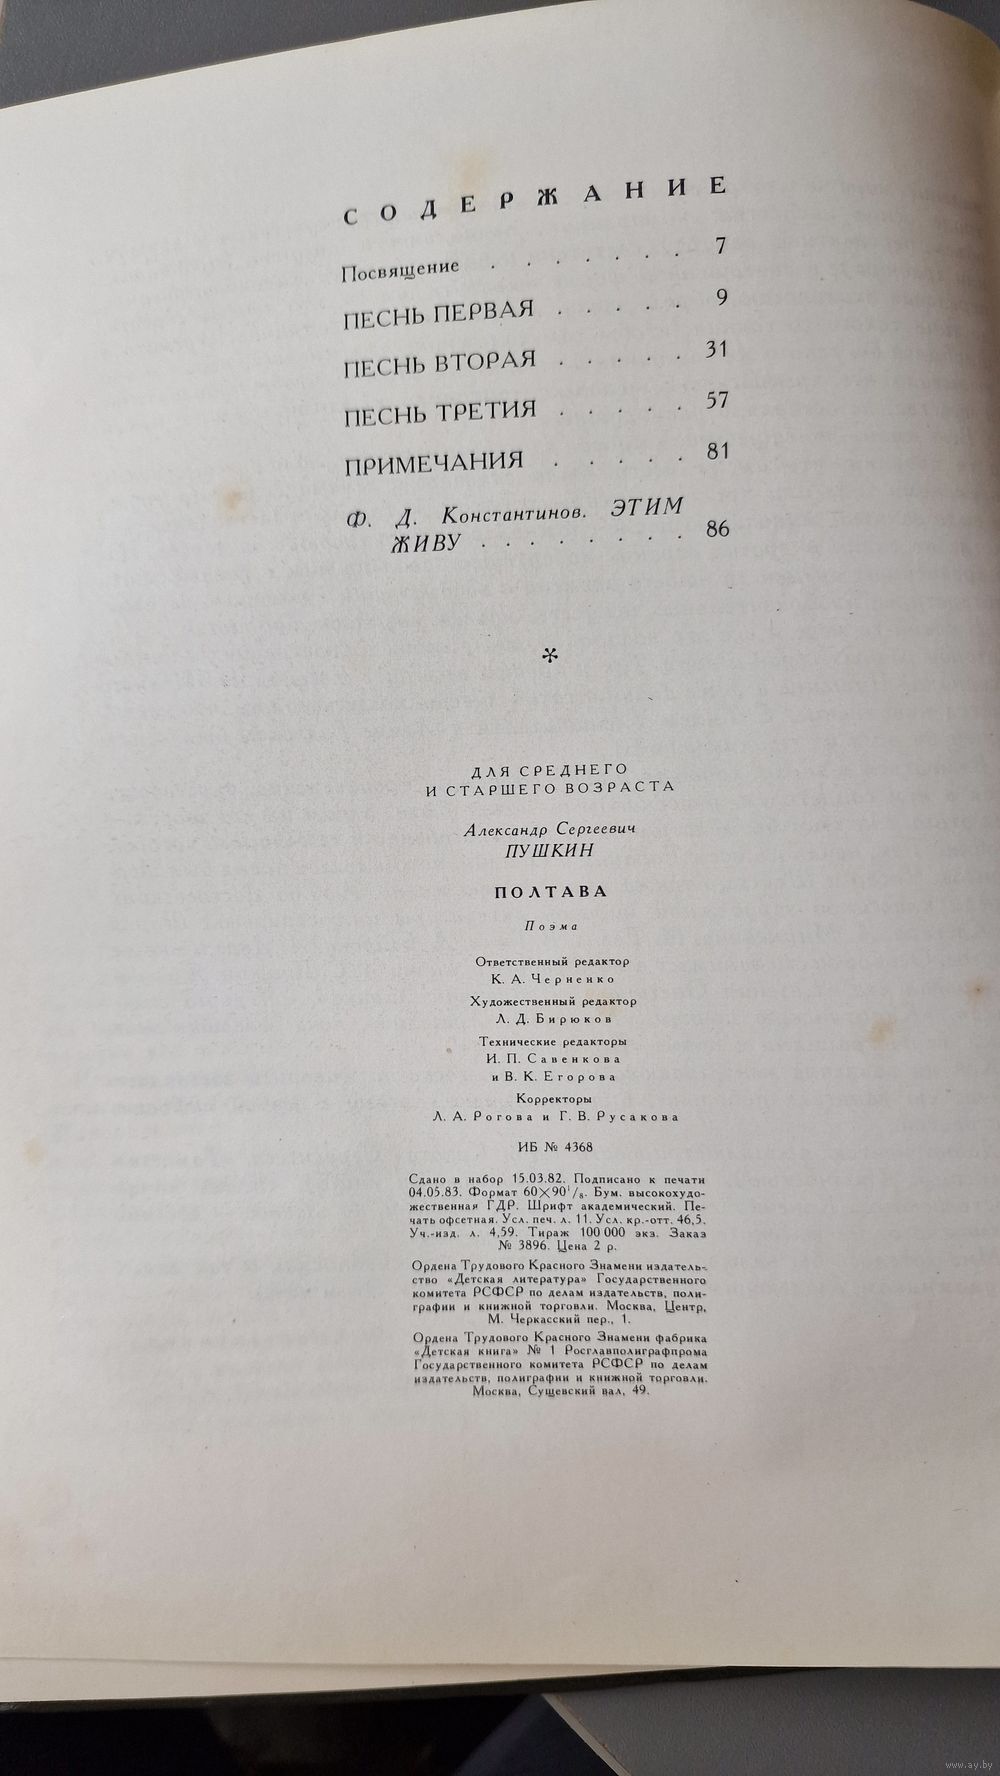 СОДЕРЖАНИЕ
Посвящение . . . . . . . 7
ПЕСНЬ ПЕРВАЯ . . . . . 9
ПЕСНЬ ВТОРАЯ . . . . . 31
ПЕСНЬ ТРЕТИЯ . . . . . 57
ПРИМЕЧАНИЯ . . . . . 81
Ф. Д. Константинов. ЭТИМ
ЖИВУ . . . . . . . . 86
*
ДЛЯ СРЕДНЕГО
И СТАРШЕГО ВОЗРАСТА
Александр Сергеевич
ПУШКИН
ПОЛТАВА
Поэма
Ответственный редактор
К. А. Черненко
Художественный редактор
Л. Д. Бирюков
Технические редакторы
И. П. Савенкова
и В. К. Егорова
Корректоры
Л. А. Рогова и Г. В. Русакова
ИБ № 4368
Сдано в набор 15.03.82. Подписано к печати
04.05.83. Формат 60×90¹/₈. Бум. высокохудо-
жественная ГДР. Шрифт академический. Пе-
чать офсетная. Усл. печ. л. 11. Усл. кр.-отт. 46,5.
Уч.-изд. л. 4,59. Тираж 100 000 экз. Заказ
№ 3896. Цена 2 р.
Ордена Трудового Красного Знамени издатель-
ство «Детская литература» Государственного
комитета РСФСР по делам издательств, поли-
графии и книжной торговли. Москва, Центр,
М. Черкасский пер., 1.
Ордена Трудового Красного Знамени фабрика
«Детская книга» № 1 Росглавполиграфпрома
Государственного комитета РСФСР по делам
издательств, полиграфии и книжной торговли.
Москва, Сущевский вал, 49.
www.ay.by